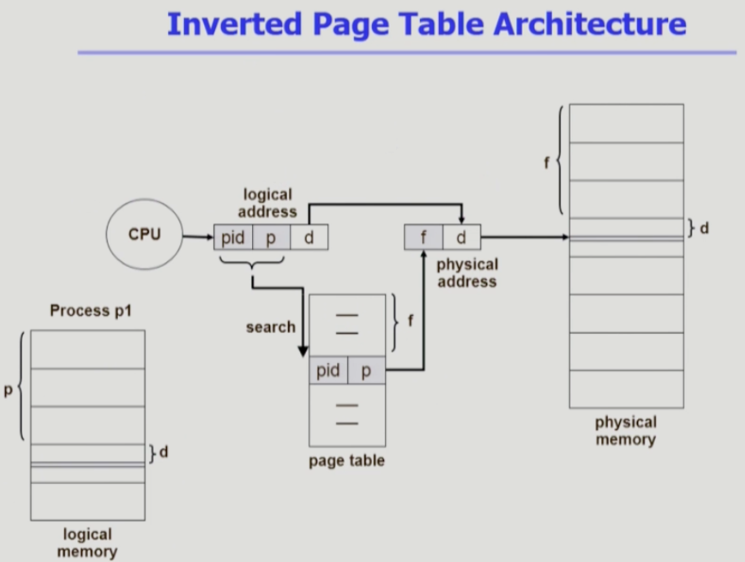 Inverted Page Table Architecture
f
logical
address
CPU
pid p d
f d
} d
physical
address
Process p1
search
f
pid p
p
d
physical
memory
page table
logical
memory